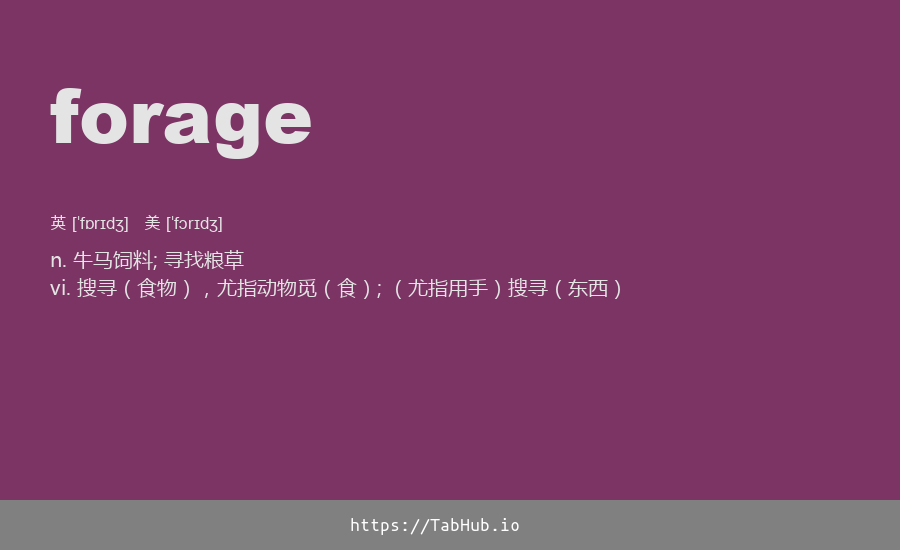 forage
英 [ˈfɒrɪdʒ] 美 [ˈfɔrɪdʒ]
n. 牛马饲料; 寻找粮草
vi. 搜寻（食物），尤指动物觅（食）;（尤指用手）搜寻（东西）
https://TabHub.io